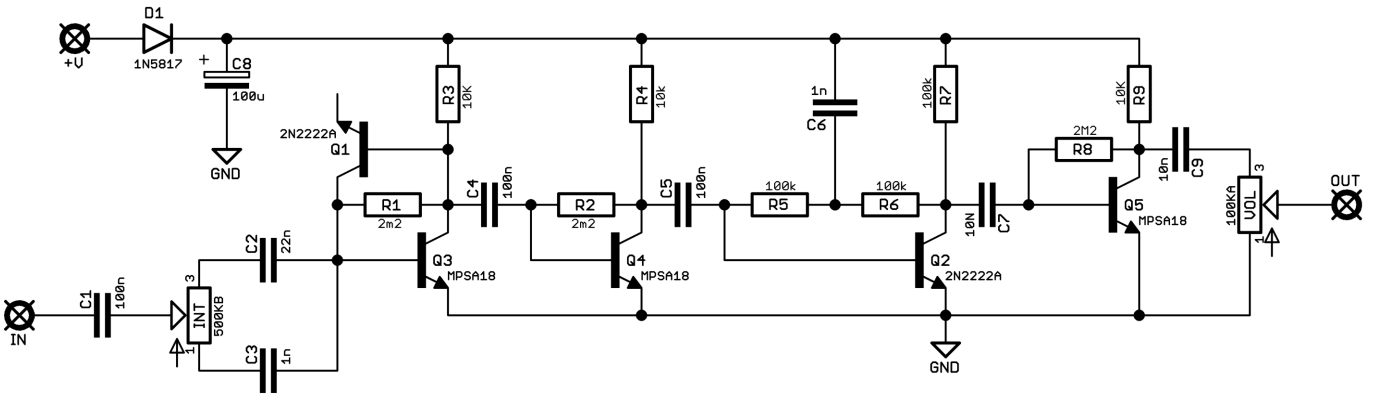 D1
+V
1N5817
+
C8
100u
GND
2N2222A
Q1
R3
10K
R4
10k
1n
C6
100k
R7
10K
R9
2M2
R8
10n
C9
3
OUT
VOL
100KA
1
R1
2m2
C4
100n
R2
2m2
C5
100n
100k
R5
100k
R6
10N
C7
Q5
MPSA18
C2
22n
Q3
MPSA18
Q4
MPSA18
Q2
2N2222A
IN
C1
100n
3
INT
500KB
1
C3
1n
GND